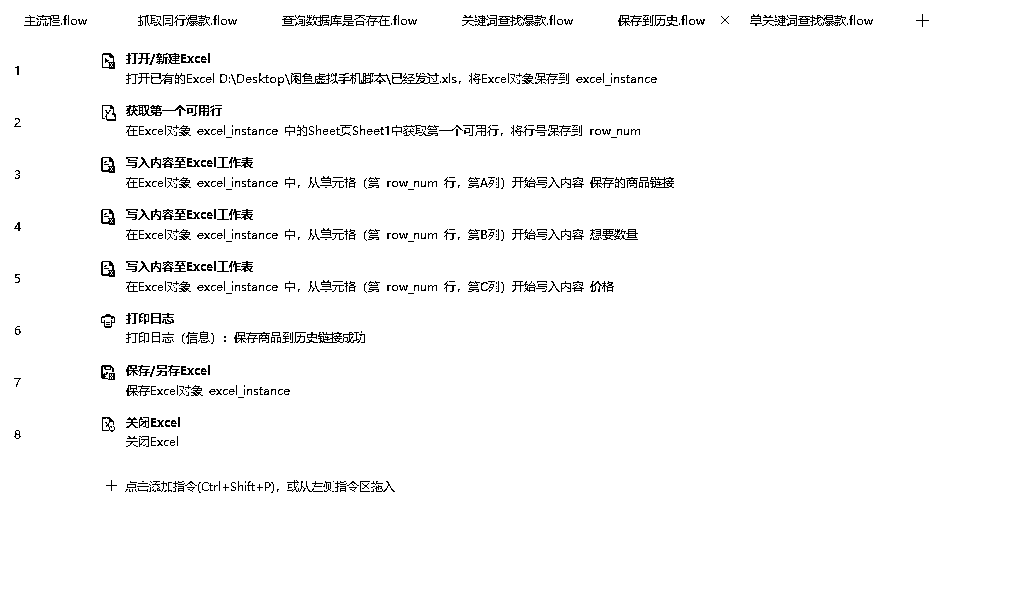 主流程.flow 抓取同行爆款.flow 查询数据库是否存在.flow 关键词查找爆款.flow 保存到历史.flow × 单关键词查找爆款.flow +
1 打开/新建Excel
打开已有的Excel D:\Desktop\闲鱼虚拟手机脚本\已经发过.xls，将Excel对象保存到 excel_instance
2 获取第一个可用行
在Excel对象 excel_instance 中的Sheet页Sheet1中获取第一个可用行，将行号保存到 row_num
3 写入内容至Excel工作表
在Excel对象 excel_instance 中，从单元格（第 row_num 行，第A列）开始写入内容 保存的商品链接
4 写入内容至Excel工作表
在Excel对象 excel_instance 中，从单元格（第 row_num 行，第B列）开始写入内容 想要数量
5 写入内容至Excel工作表
在Excel对象 excel_instance 中，从单元格（第 row_num 行，第C列）开始写入内容 价格
6 打印日志
打印日志（信息）：保存商品到历史链接成功
7 保存/另存Excel
保存Excel对象 excel_instance
8 关闭Excel
关闭Excel
+ 点击添加指令(Ctrl+Shift+P)，或从左侧指令区拖入